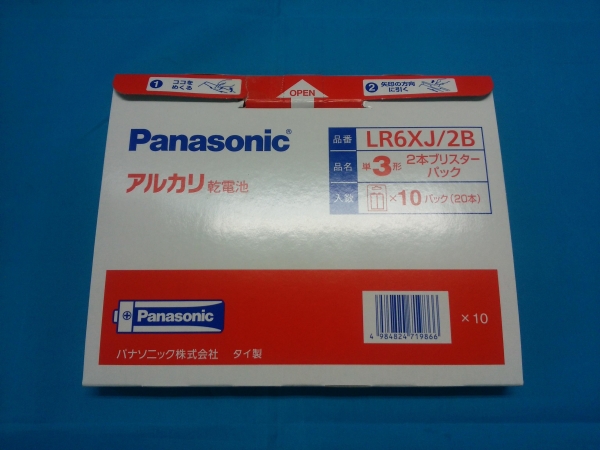 1 ココを
めくる
OPEN
2 矢印の方向
に引く
Panasonic®
アルカリ乾電池
品番 LR6XJ/2B
品名 単3形 2本ブリスター
パック
入数 ×10パック(20本)
Panasonic
パナソニック株式会社 タイ製
4 984824 719866
×10